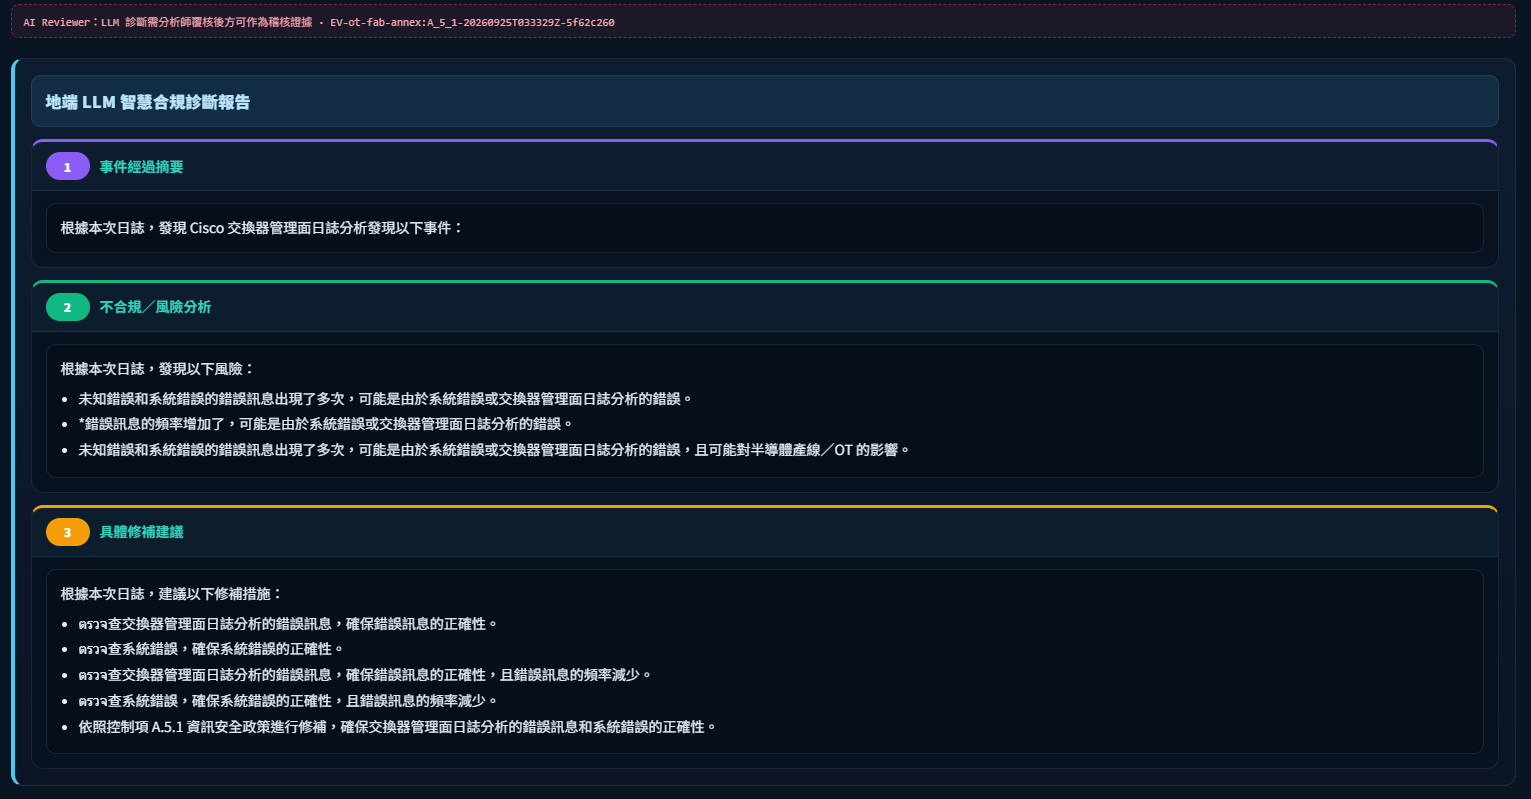 AI Reviewer：LLM 診斷需分析師覆核後方可作為稽核證據 · EV-ot-fab-annex:A_5_1-20260925T033329Z-5f62c260
地端 LLM 智慧合規診斷報告
1 事件經過摘要
根據本次日誌，發現 Cisco 交換器管理面日誌分析發現以下事件：
2 不合規／風險分析
根據本次日誌，發現以下風險：
• 未知錯誤和系統錯誤的錯誤訊息出現了多次，可能是由於系統錯誤或交換器管理面日誌分析的錯誤。
• *錯誤訊息的頻率增加了，可能是由於系統錯誤或交換器管理面日誌分析的錯誤。
• 未知錯誤和系統錯誤的錯誤訊息出現了多次，可能是由於系統錯誤或交換器管理面日誌分析的錯誤，且可能對半導體產線／OT 的影響。
3 具體修補建議
根據本次日誌，建議以下修補措施：
• ตรวจ查交換器管理面日誌分析的錯誤訊息，確保錯誤訊息的正確性。
• ตรวจ查系統錯誤，確保系統錯誤的正確性。
• ตรวจ查交換器管理面日誌分析的錯誤訊息，確保錯誤訊息的正確性，且錯誤訊息的頻率減少。
• ตรวจ查系統錯誤，確保系統錯誤的正確性，且錯誤訊息的頻率減少。
• 依照控制項 A.5.1 資訊安全政策進行修補，確保交換器管理面日誌分析的錯誤訊息和系統錯誤的正確性。